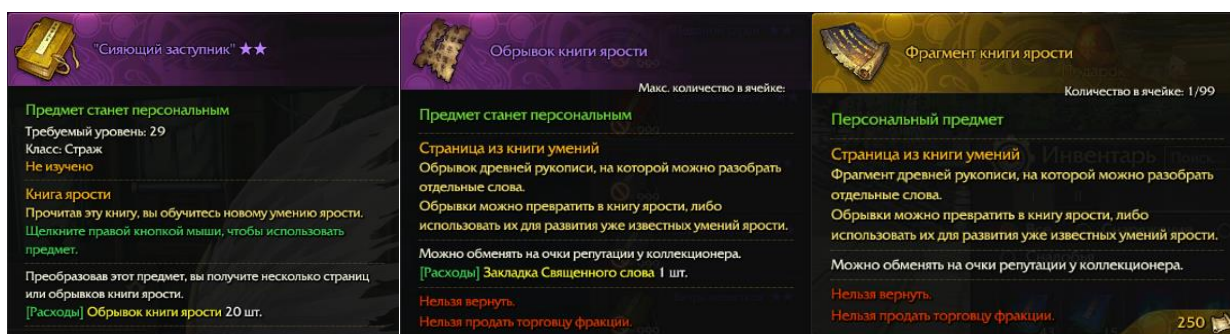 "Сияющий заступник" ★★
Предмет станет персональным
Требуемый уровень: 29
Класс: Страж
Не изучено
Книга ярости
Прочитав эту книгу, вы обучитесь новому умению ярости.
Щелкните правой кнопкой мыши, чтобы использовать
предмет.
Преобразовав этот предмет, вы получите несколько страниц
или обрывков книги ярости.
[Расходы] Обрывок книги ярости 20 шт.
Обрывок книги ярости
Макс. количество в ячейке:
Предмет станет персональным
Страница из книги умений
Обрывок древней рукописи, на которой можно разобрать
отдельные слова.
Обрывки можно превратить в книгу ярости, либо
использовать их для развития уже известных умений ярости.
Можно обменять на очки репутации у коллекционера.
[Расходы] Закладка Священного слова 1 шт.
Нельзя вернуть.
Нельзя продать торговцу фракции.
Фрагмент книги ярости
Количество в ячейке: 1/99
Персональный предмет
Страница из книги умений
Фрагмент древней рукописи, на которой можно разобрать
отдельные слова.
Обрывки можно превратить в книгу ярости, либо
использовать их для развития уже известных умений ярости.
Можно обменять на очки репутации у коллекционера.
Нельзя вернуть.
Нельзя продать торговцу фракции.
250
Инвентарь